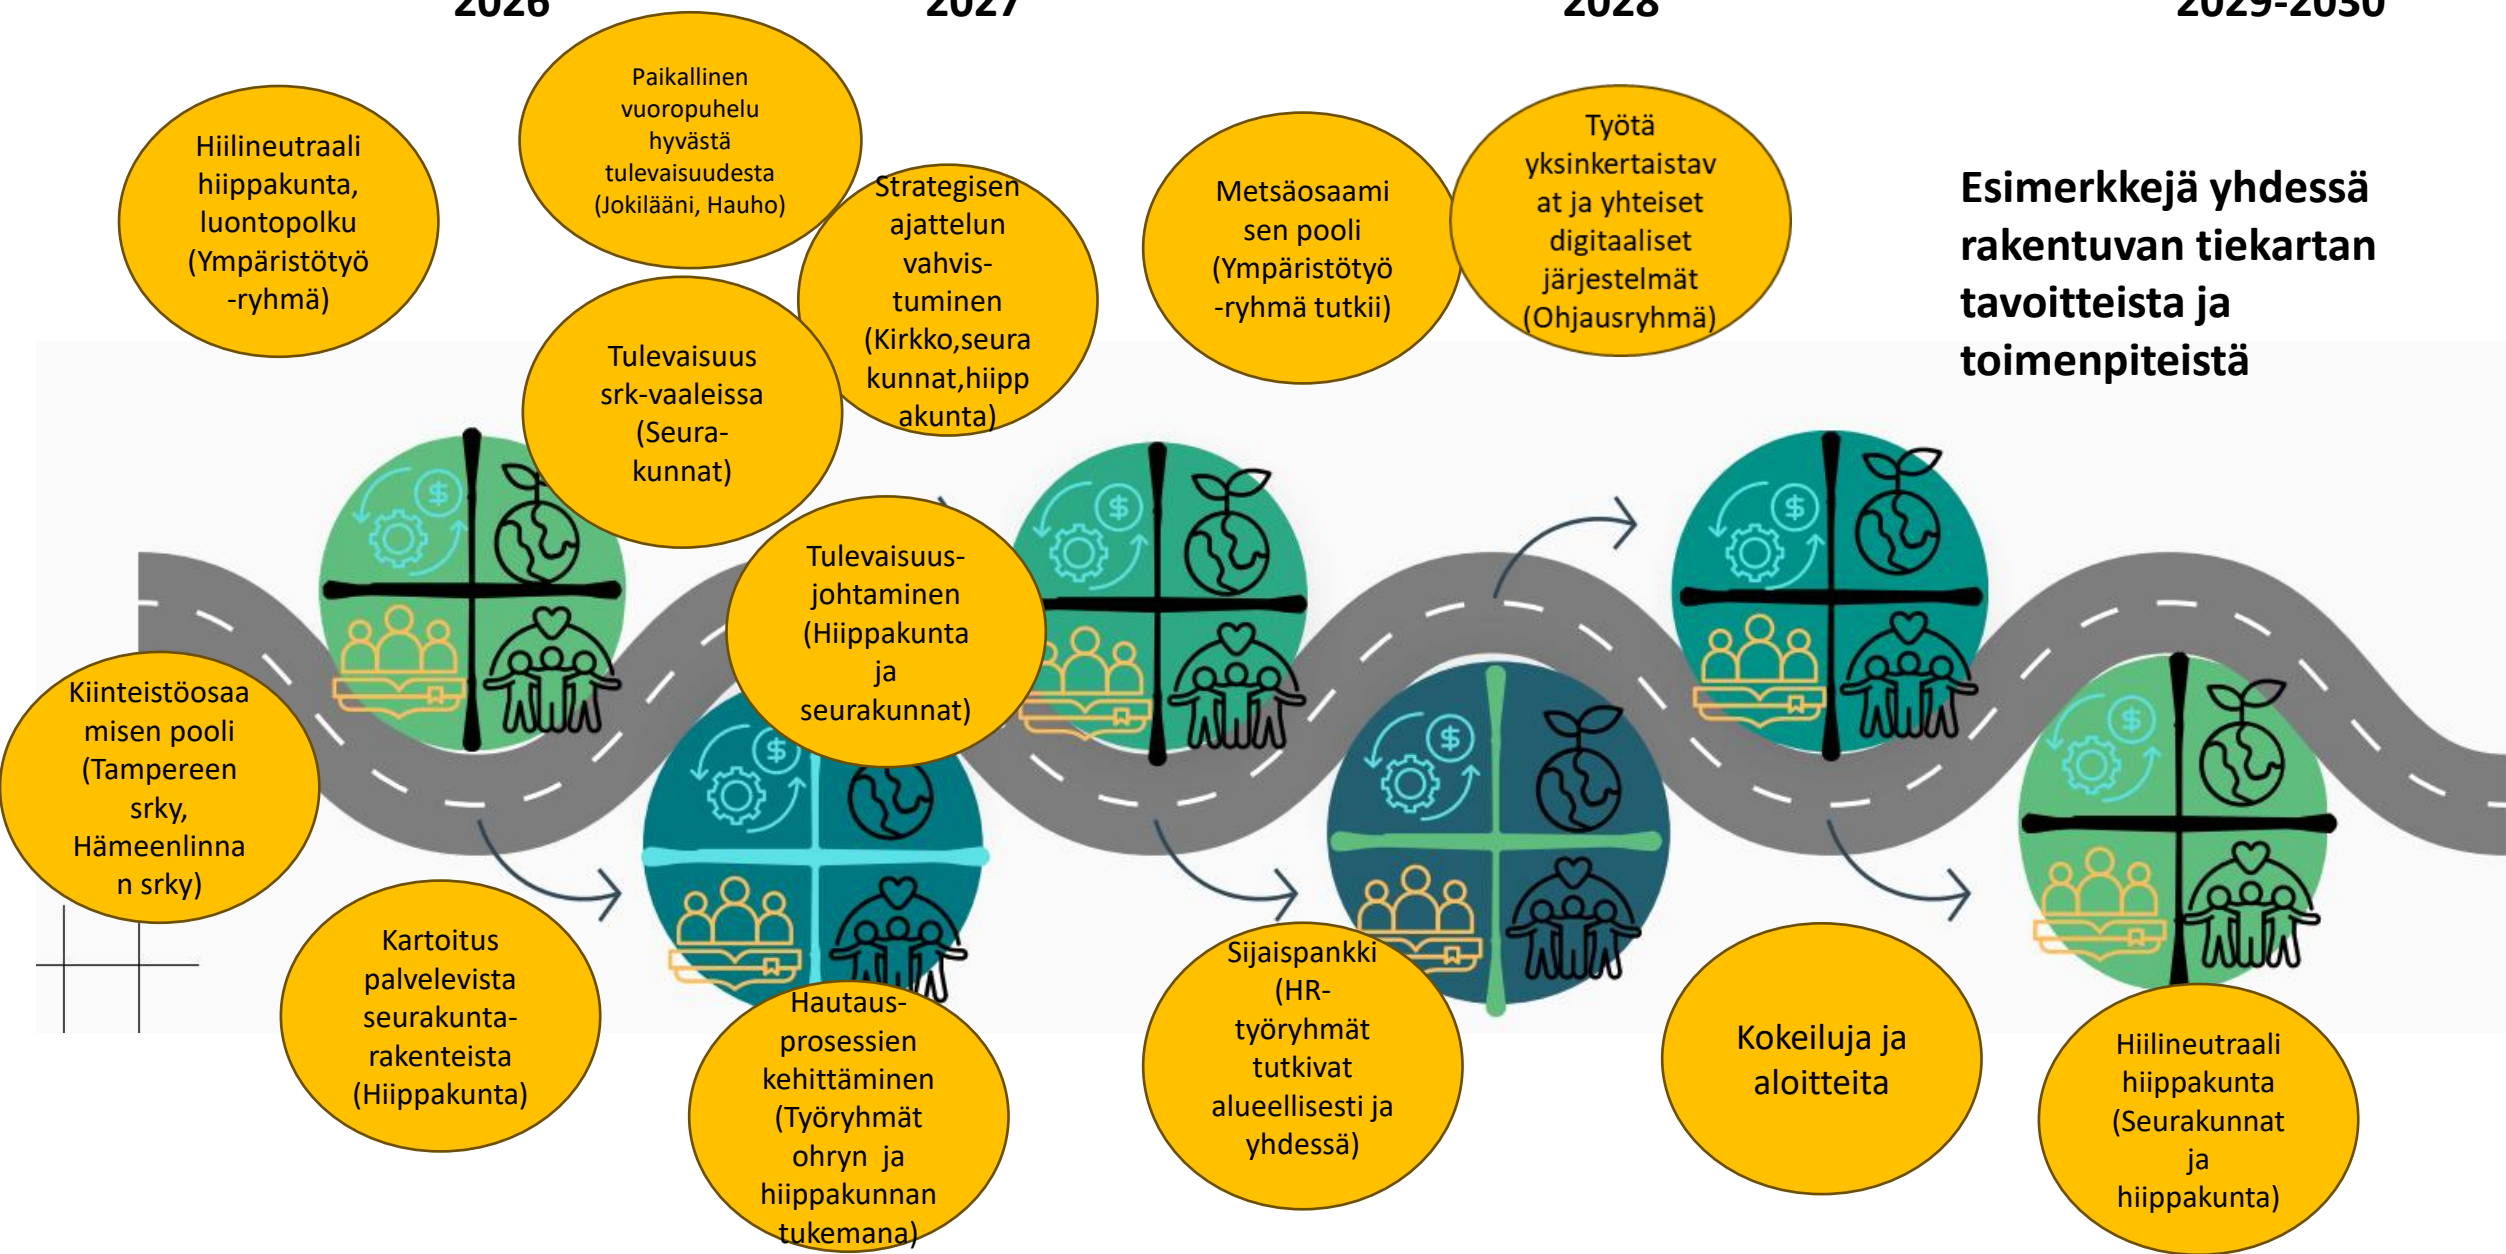 2026
2027
2028
2029-2030
Hiilineutraali
hiippakunta,
luontopolku
(Ympäristötyö
-ryhmä)
Paikallinen
vuoropuhelu
hyvästä
tulevaisuudesta
(Jokilääni, Hauho)
Strategisen
ajattelun
vahvis-
tuminen
(Kirkko,seura
kunnat,hiipp
akunta)
Tulevaisuus
srk-vaaleissa
(Seura-
kunnat)
Metsäosaami
sen pooli
(Ympäristötyö
-ryhmä tutkii)
Työtä
yksinkertaistav
at ja yhteiset
digitaaliset
järjestelmät
(Ohjausryhmä)
Esimerkkejä yhdessä
rakentuvan tiekartan
tavoitteista ja
toimenpiteistä
Tulevaisuus-
johtaminen
(Hiippakunta
ja
seurakunnat)
Kiinteistöosaa
misen pooli
(Tampereen
srky,
Hämeenlinna
n srky)
Kartoitus
palvelevista
seurakunta-
rakenteista
(Hiippakunta)
Hautaus-
prosessien
kehittäminen
(Työryhmät
ohryn ja
hiippakunnan
tukemana)
Sijaispankki
(HR-
työryhmät
tutkivat
alueellisesti ja
yhdessä)
Kokeiluja ja
aloitteita
Hiilineutraali
hiippakunta
(Seurakunnat
ja
hiippakunta)